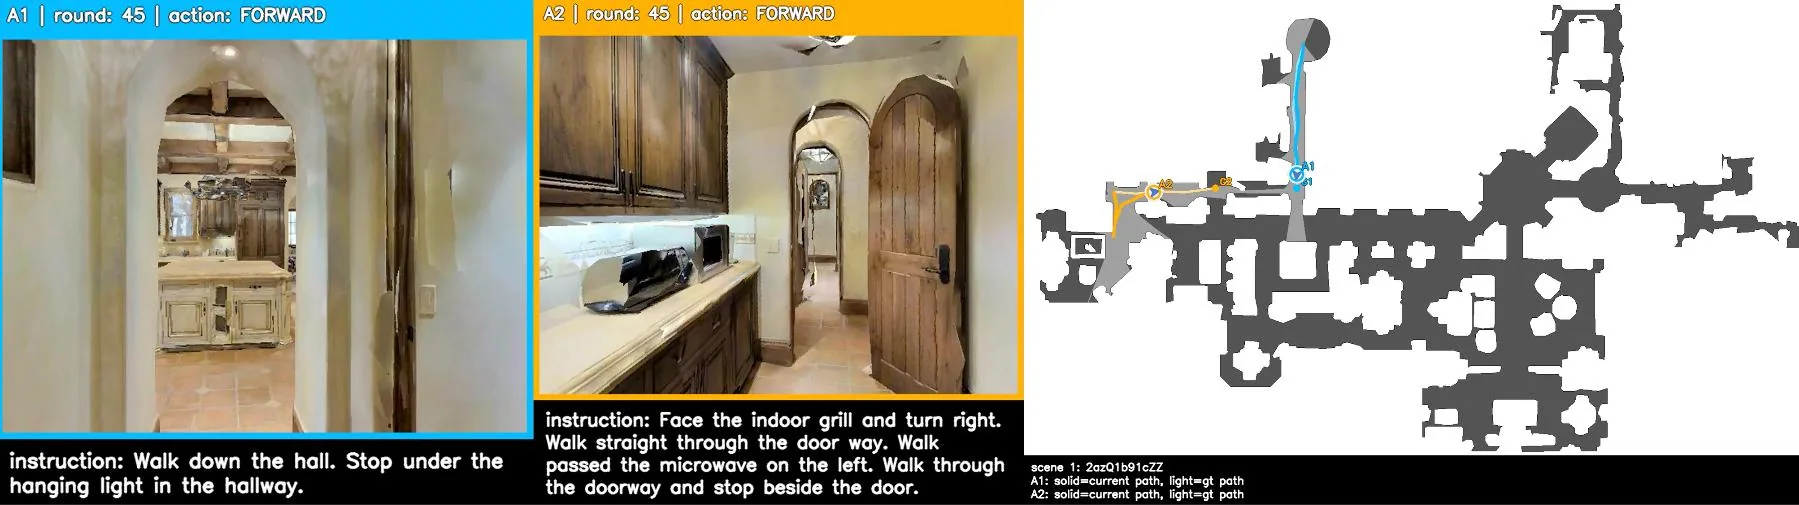 A1 | round: 45 | action: FORWARD
instruction: Walk down the hall. Stop under the
hanging light in the hallway.
A2 | round: 45 | action: FORWARD
instruction: Face the indoor grill and turn right.
Walk straight through the door way. Walk
passed the microwave on the left. Walk through
the doorway and stop beside the door.
A1
G1
A2
G2
scene 1: 2azQ1b91cZZ
A1: solid=current path, light=gt path
A2: solid=current path, light=gt path